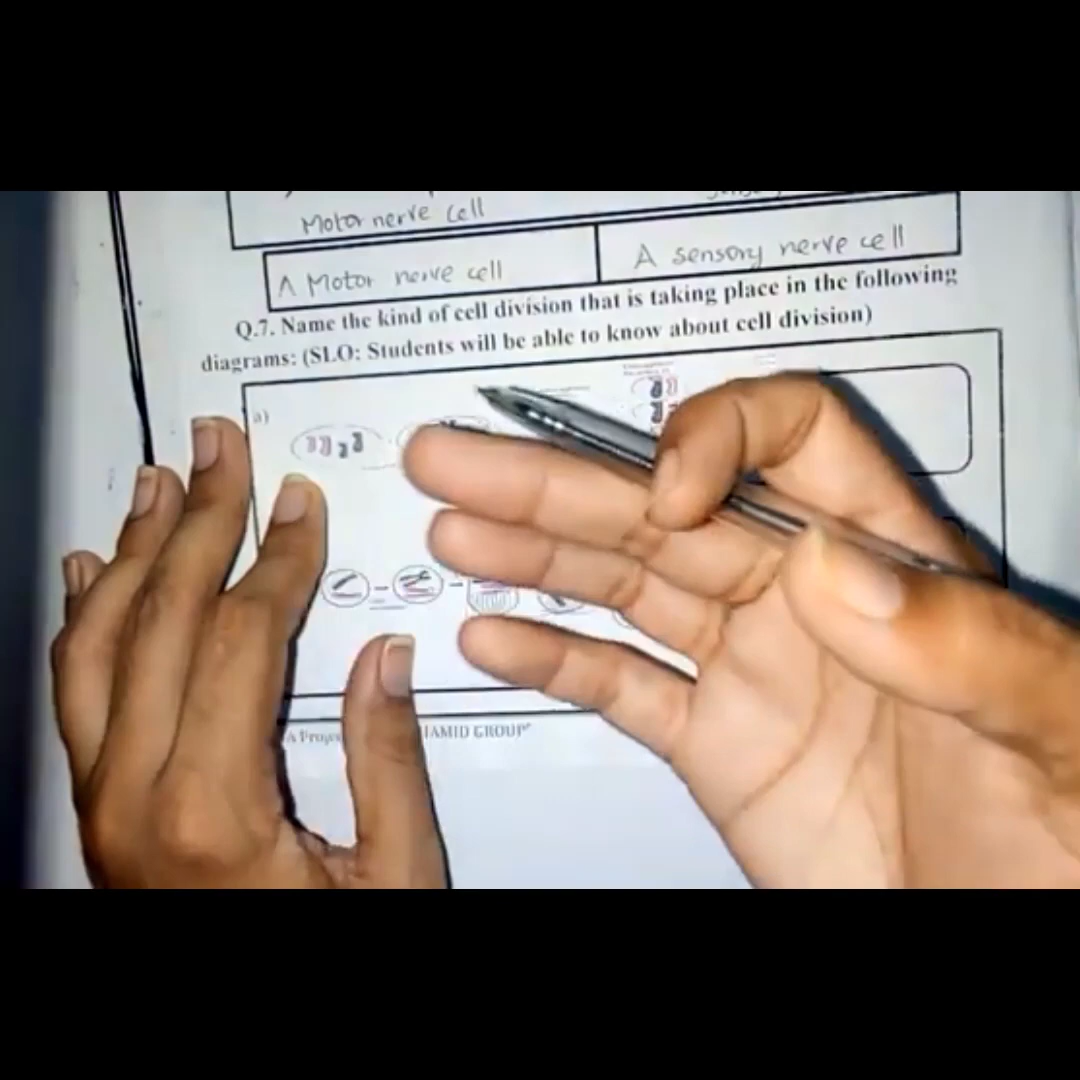 Motor nerve cell
A Motor nerve cell
A sensory nerve cell
Q.7. Name the kind of cell division that is taking place in the following
diagrams: (SLO: Students will be able to know about cell division)
a)
A GROUP